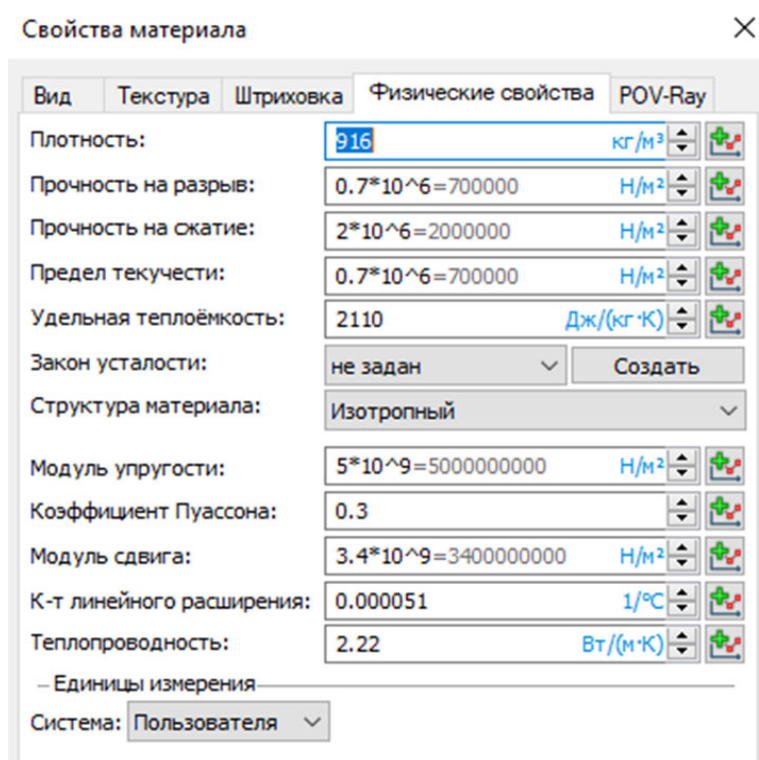 Свойства материала
Вид Текстура Штриховка Физические свойства POV-Ray
Плотность: 916 кг/м³
Прочность на разрыв: 0.7*10^6=700000 Н/м²
Прочность на сжатие: 2*10^6=2000000 Н/м²
Предел текучести: 0.7*10^6=700000 Н/м²
Удельная теплоёмкость: 2110 Дж/(кг·К)
Закон усталости: не задан Создать
Структура материала: Изотропный
Модуль упругости: 5*10^9=5000000000 Н/м²
Коэффициент Пуассона: 0.3
Модуль сдвига: 3.4*10^9=3400000000 Н/м²
К-т линейного расширения: 0.000051 1/°C
Теплопроводность: 2.22 Вт/(м·К)
Единицы измерения
Система: Пользователя